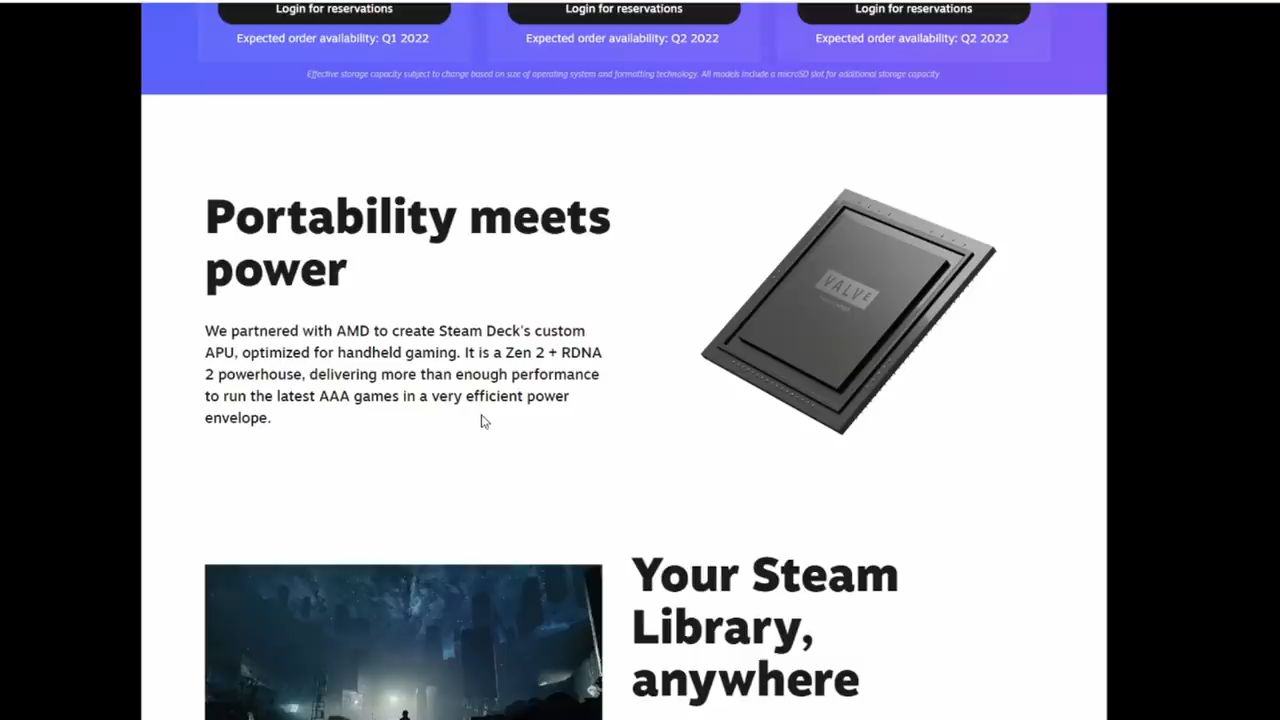 Login for reservations
Login for reservations
Login for reservations
Expected order availability: Q1 2022
Expected order availability: Q2 2022
Expected order availability: Q2 2022
Effective storage capacity subject to change based on size of operating system and formatting technology. All models include a microSD slot for additional storage capacity.
Portability meets
power
We partnered with AMD to create Steam Deck's custom
APU, optimized for handheld gaming. It is a Zen 2 + RDNA
2 powerhouse, delivering more than enough performance
to run the latest AAA games in a very efficient power
envelope.
VALVE
Your Steam
Library,
anywhere